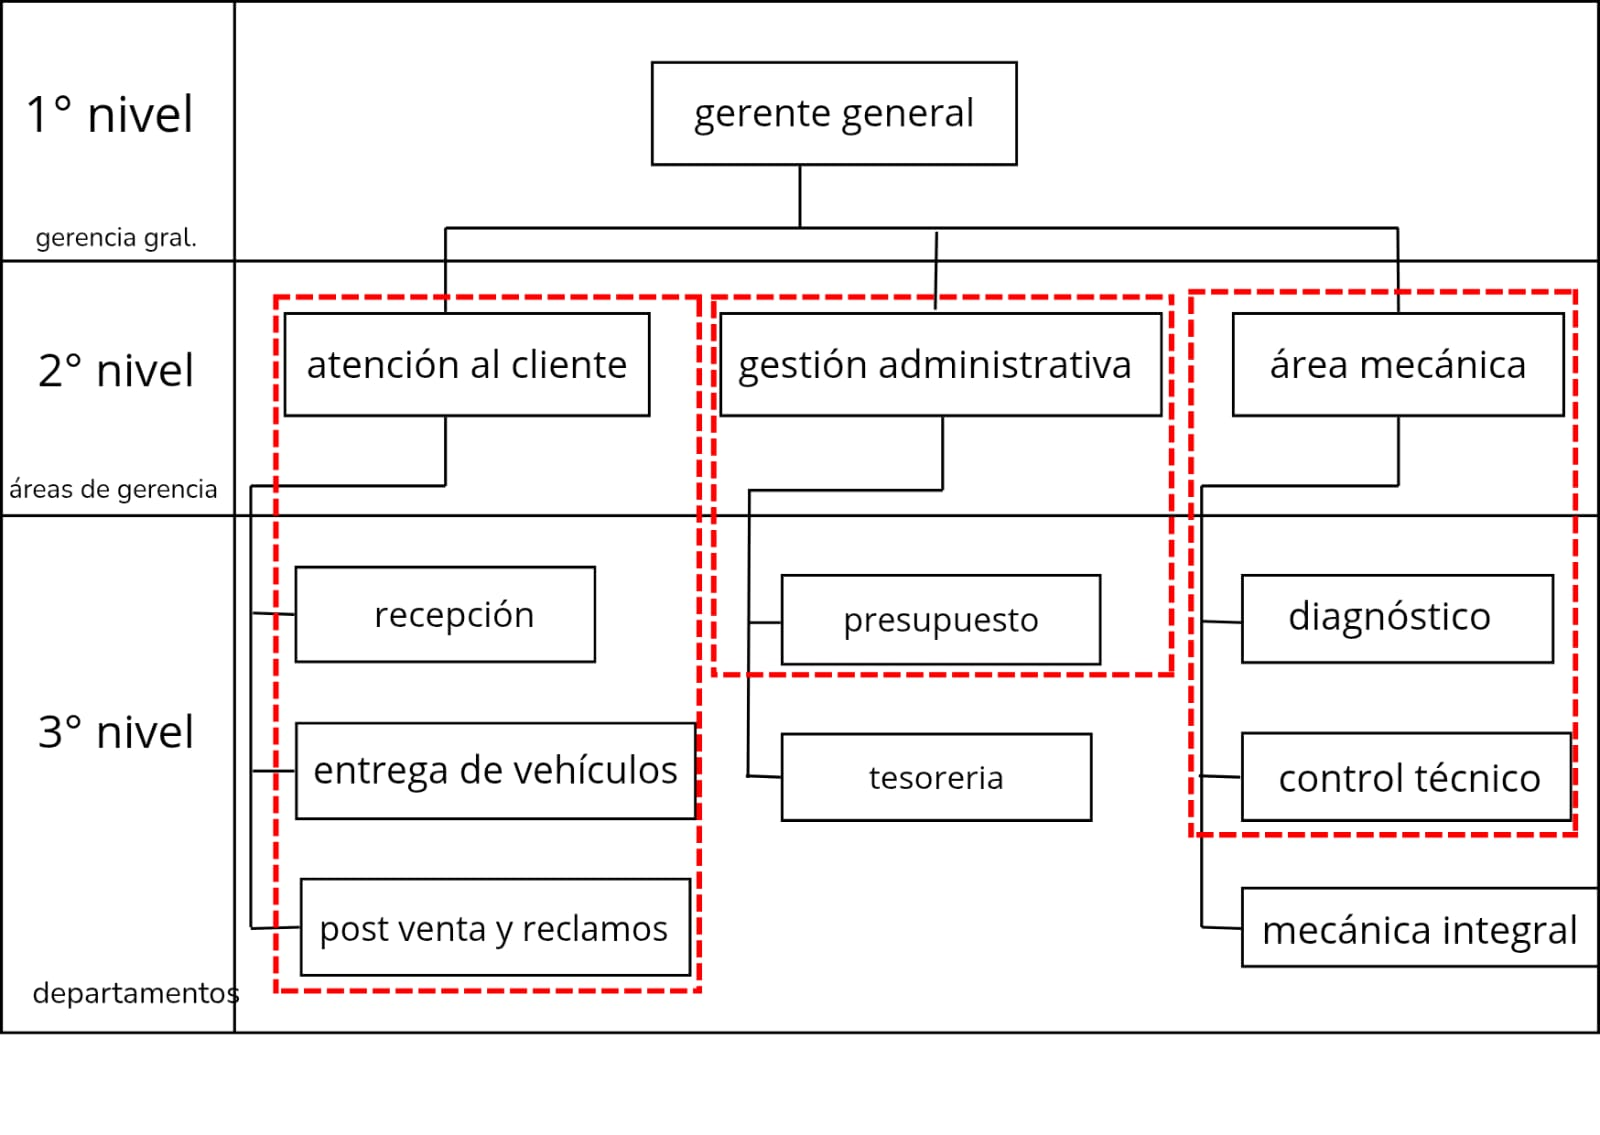 1° nivel
gerente general
gerencia gral.
2° nivel
atención al cliente
gestión administrativa
área mecánica
áreas de gerencia
3° nivel
recepción
presupuesto
diagnóstico
entrega de vehículos
tesoreria
control técnico
post venta y reclamos
mecánica integral
departamentos